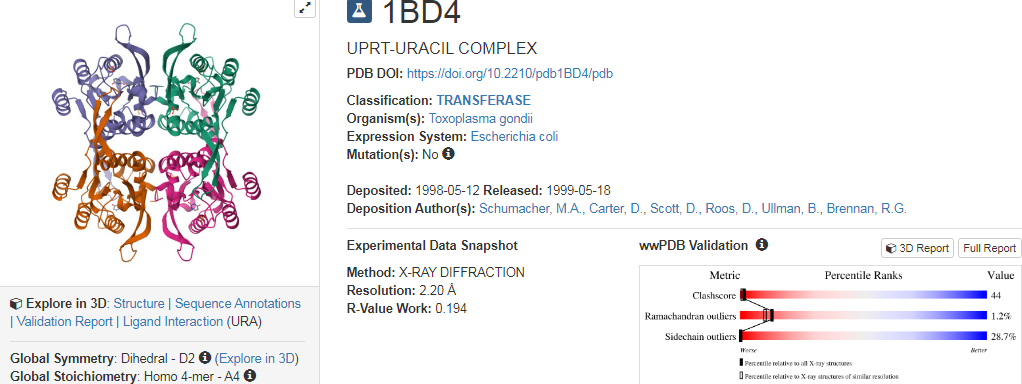 1BD4
UPRT-URACIL COMPLEX
PDB DOI: https://doi.org/10.2210/pdb1BD4/pdb
Classification: TRANSFERASE
Organism(s): Toxoplasma gondii
Expression System: Escherichia coli
Mutation(s): No
Deposited: 1998-05-12 Released: 1999-05-18
Deposition Author(s): Schumacher, M.A., Carter, D., Scott, D., Roos, D., Ullman, B., Brennan, R.G.
Explore in 3D: Structure | Sequence Annotations
| Validation Report | Ligand Interaction (URA)
Global Symmetry: Dihedral - D2 (Explore in 3D)
Global Stoichiometry: Homo 4-mer - A4
Experimental Data Snapshot
Method: X-RAY DIFFRACTION
Resolution: 2.20 Å
R-Value Work: 0.194
wwPDB Validation 3D Report Full Report
Metric Percentile Ranks Value
Clashscore 44
Ramachandran outliers 1.2%
Sidechain outliers 28.7%
Worse Better
Percentile relative to all X-ray structures
Percentile relative to X-ray structures of similar resolution